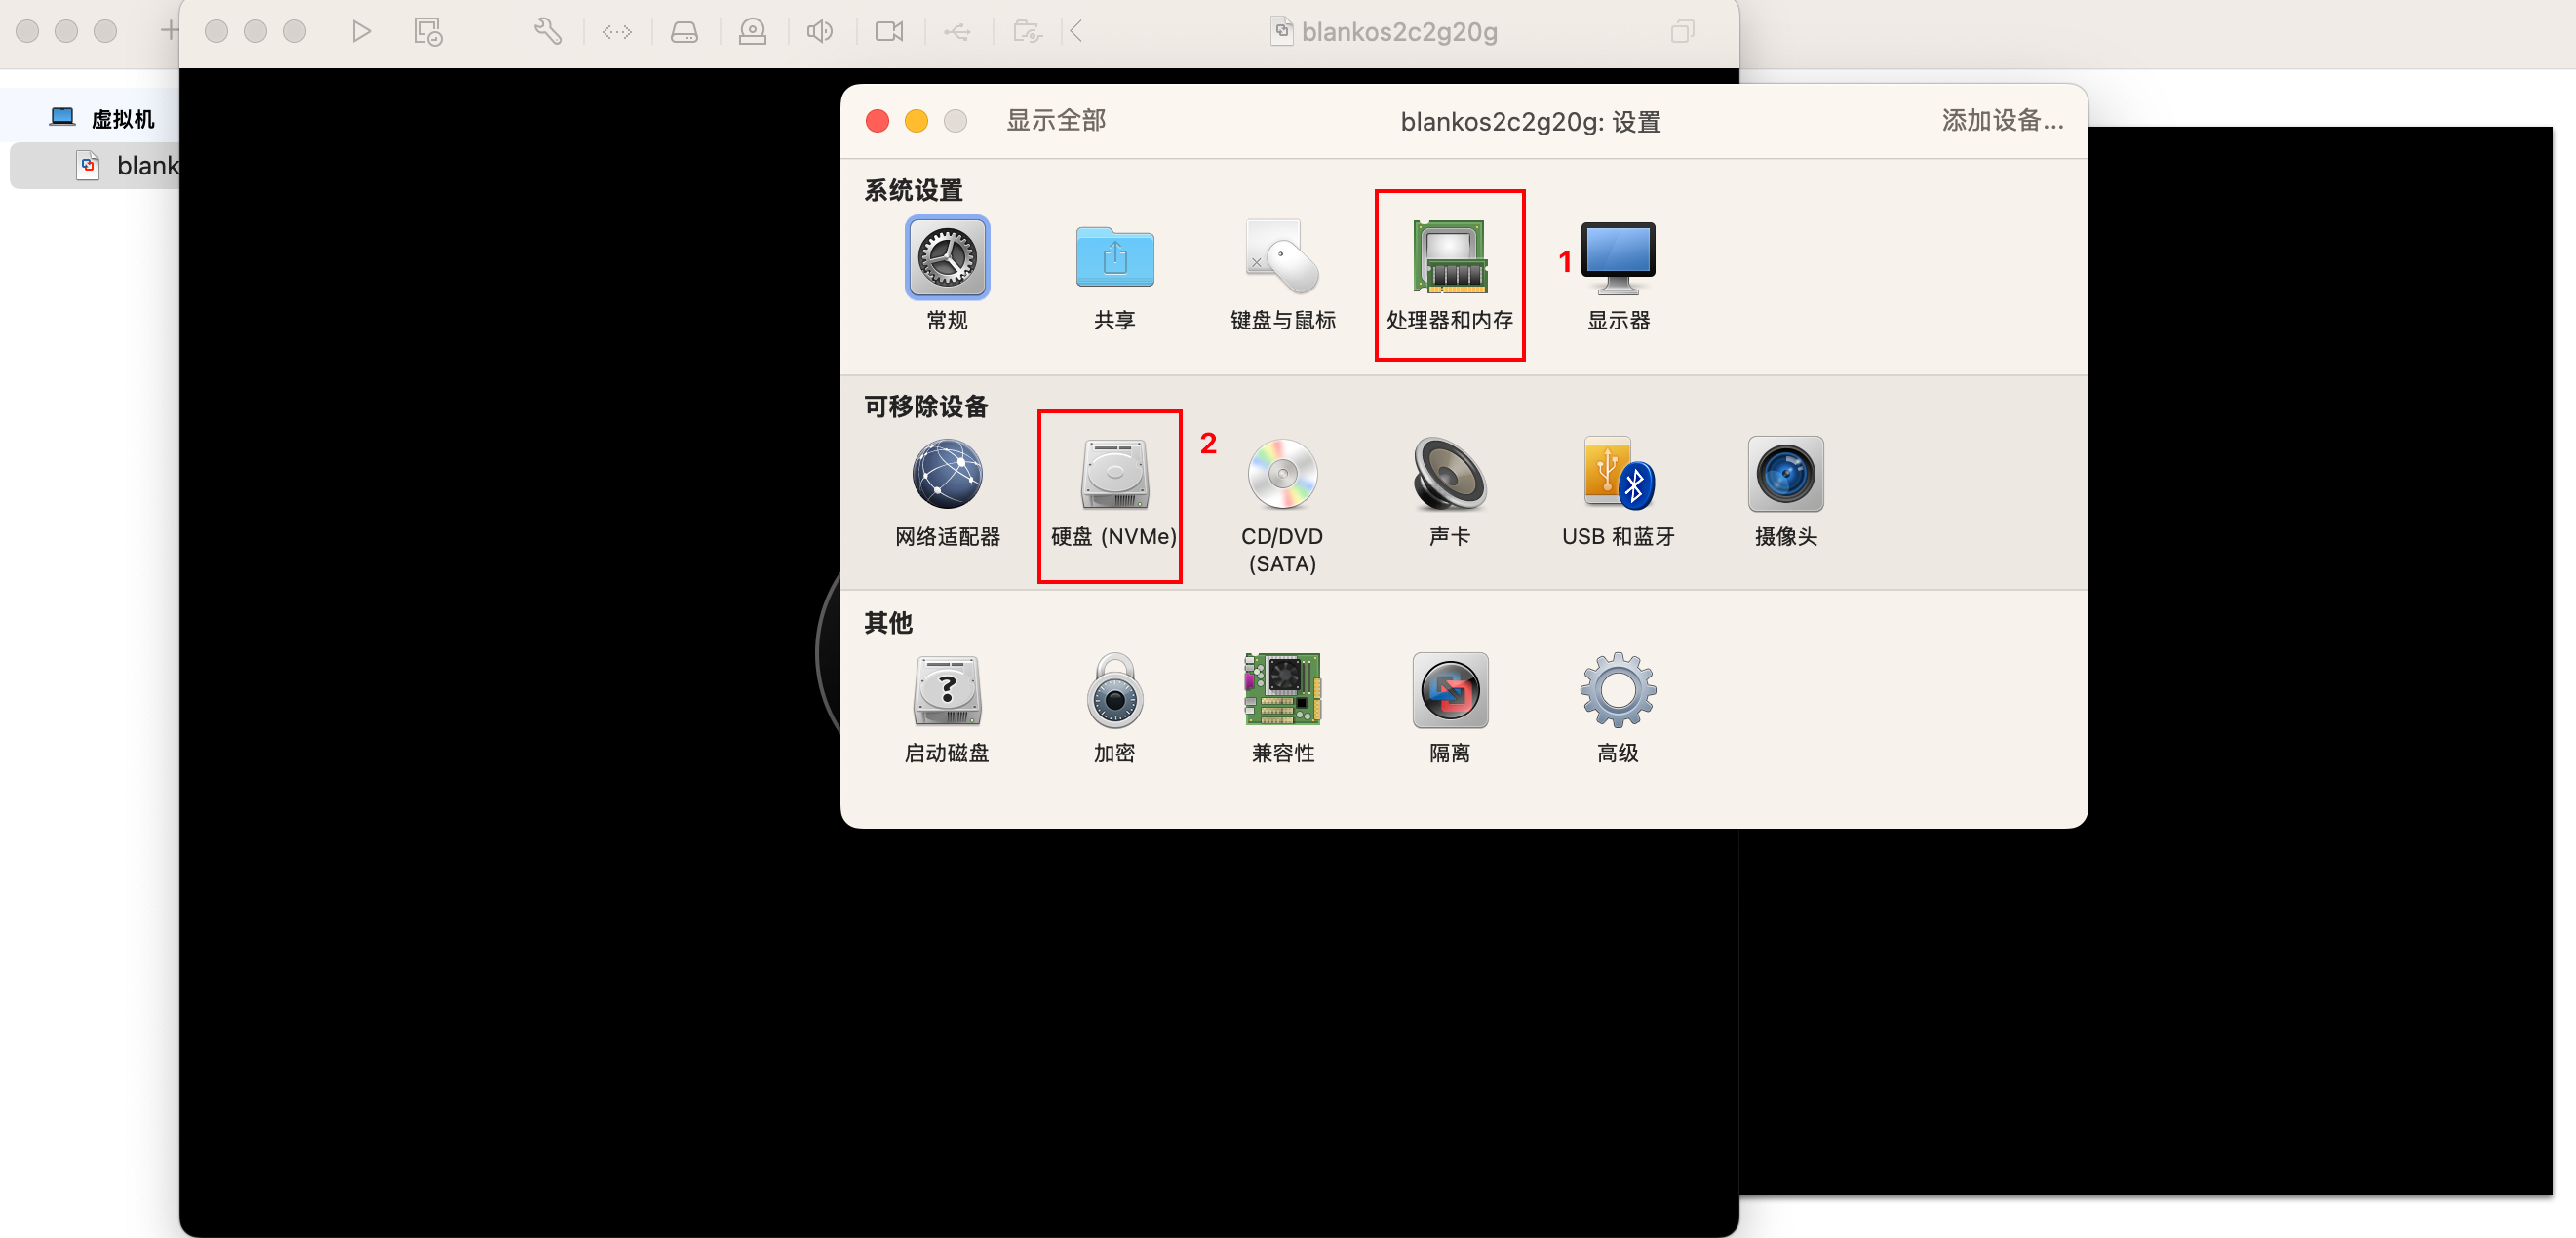 blankos2c2g20g
虚拟机
blank
显示全部
blankos2c2g20g: 设置
添加设备...
系统设置
1
常规
共享
键盘与鼠标
处理器和内存
显示器
可移除设备
2
网络适配器
硬盘 (NVMe)
CD/DVD
(SATA)
声卡
USB 和蓝牙
摄像头
其他
启动磁盘
加密
兼容性
隔离
高级